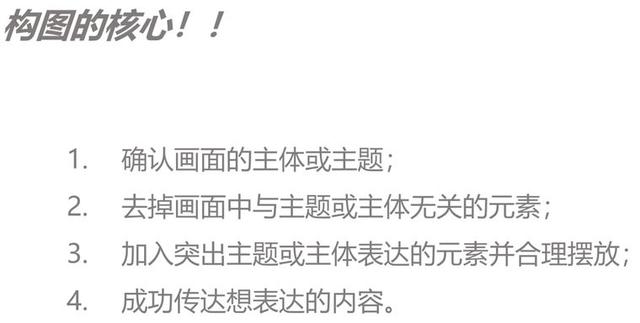 构图的核心！！
1. 确认画面的主体或主题；
2. 去掉画面中与主题或主体无关的元素；
3. 加入突出主题或主体表达的元素并合理摆放；
4. 成功传达想表达的内容。